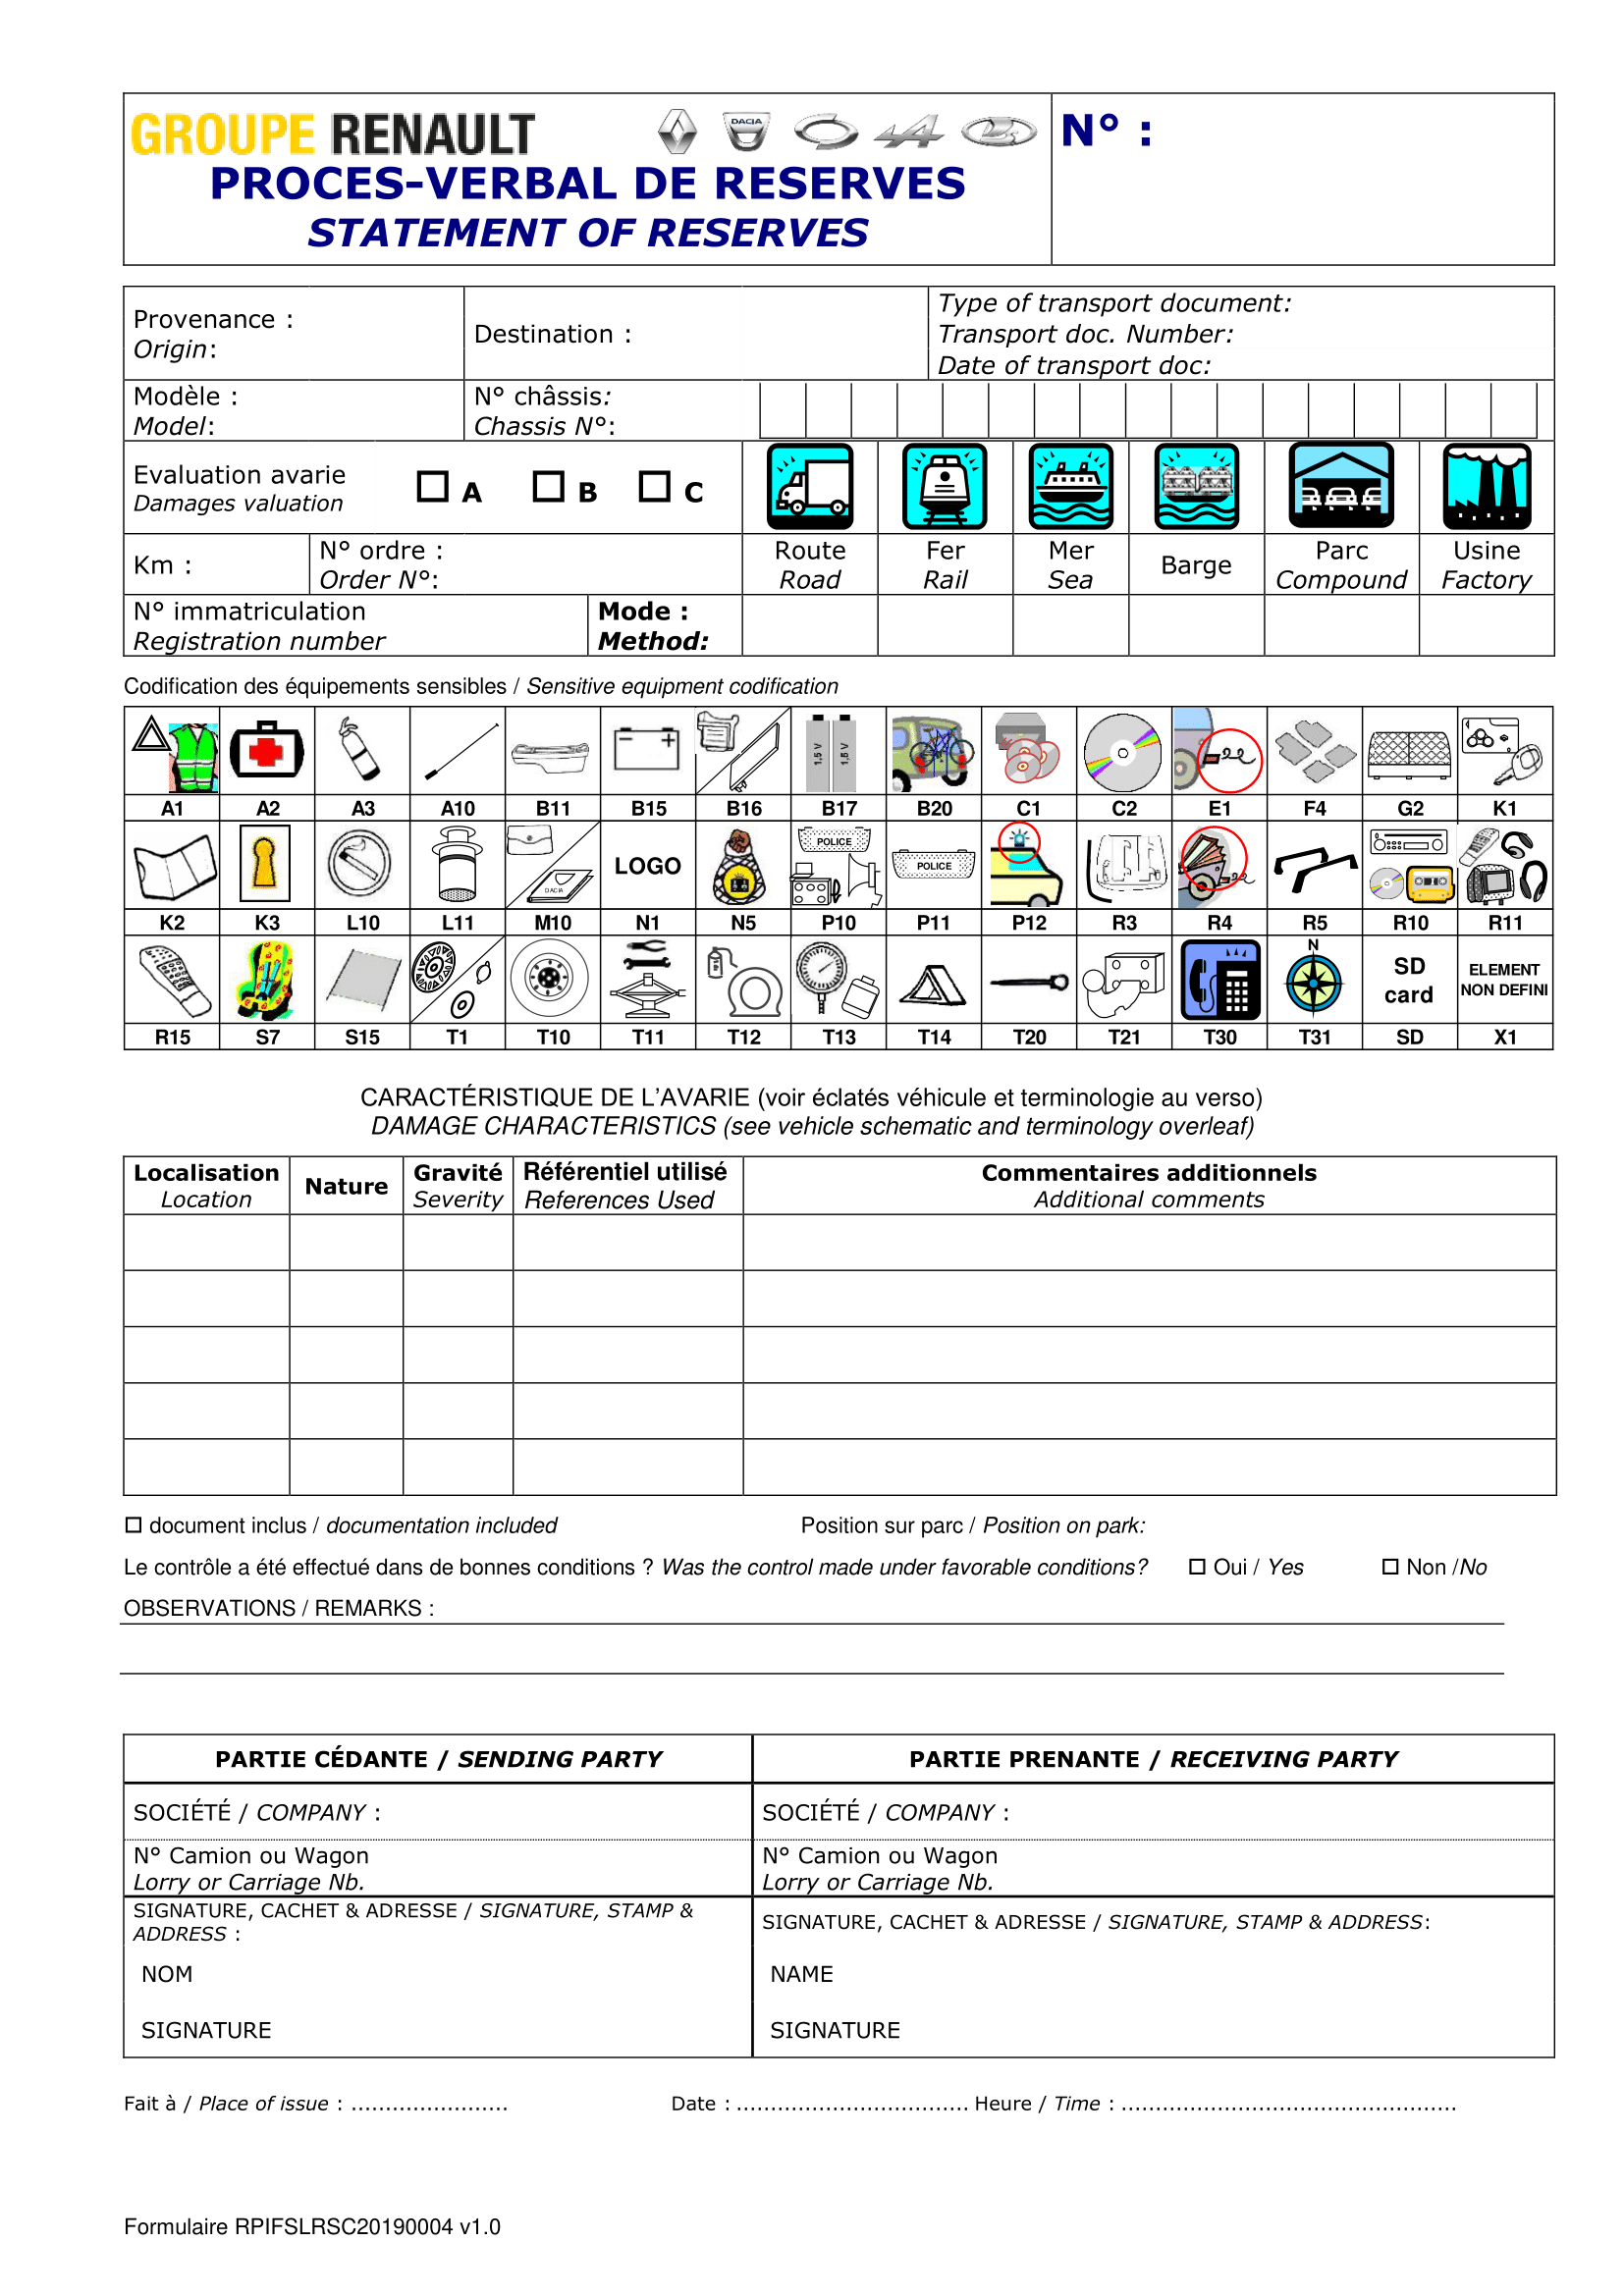 GROUPE RENAULT
DACIA
PROCES-VERBAL DE RESERVES
STATEMENT OF RESERVES
N° :
Provenance :
Origin:
Destination :
Type of transport document:
Transport doc. Number:
Date of transport doc:
Modèle :
Model:
N° châssis:
Chassis N°:
Evaluation avarie
Damages valuation
A B C
Km :
N° ordre :
Order N°:
Route
Road
Fer
Rail
Mer
Sea
Barge
Parc
Compound
Usine
Factory
N° immatriculation
Registration number
Mode :
Method:
Codification des équipements sensibles / Sensitive equipment codification
1,5 V 1,5 V
A1 A2 A3 A10 B11 B15 B16 B17 B20 C1 C2 E1 F4 G2 K1
DACIA
LOGO
POLICE
POLICE
K2 K3 L10 L11 M10 N1 N5 P10 P11 P12 R3 R4 R5 R10 R11
N
SD
card
ELEMENT
NON DEFINI
R15 S7 S15 T1 T10 T11 T12 T13 T14 T20 T21 T30 T31 SD X1
CARACTÉRISTIQUE DE L’AVARIE (voir éclatés véhicule et terminologie au verso)
DAMAGE CHARACTERISTICS (see vehicle schematic and terminology overleaf)
Localisation
Location
Nature
Gravité
Severity
Référentiel utilisé
References Used
Commentaires additionnels
Additional comments
document inclus / documentation included
Position sur parc / Position on park:
Le contrôle a été effectué dans de bonnes conditions ? Was the control made under favorable conditions? Oui / Yes Non /No
OBSERVATIONS / REMARKS :
PARTIE CÉDANTE / SENDING PARTY
PARTIE PRENANTE / RECEIVING PARTY
SOCIÉTÉ / COMPANY :
SOCIÉTÉ / COMPANY :
N° Camion ou Wagon
Lorry or Carriage Nb.
N° Camion ou Wagon
Lorry or Carriage Nb.
SIGNATURE, CACHET & ADRESSE / SIGNATURE, STAMP &
ADDRESS :
SIGNATURE, CACHET & ADRESSE / SIGNATURE, STAMP & ADDRESS:
NOM
NAME
SIGNATURE
SIGNATURE
Fait à / Place of issue : ....................... Date : .................................. Heure / Time : .................................................
Formulaire RPIFSLRSC20190004 v1.0